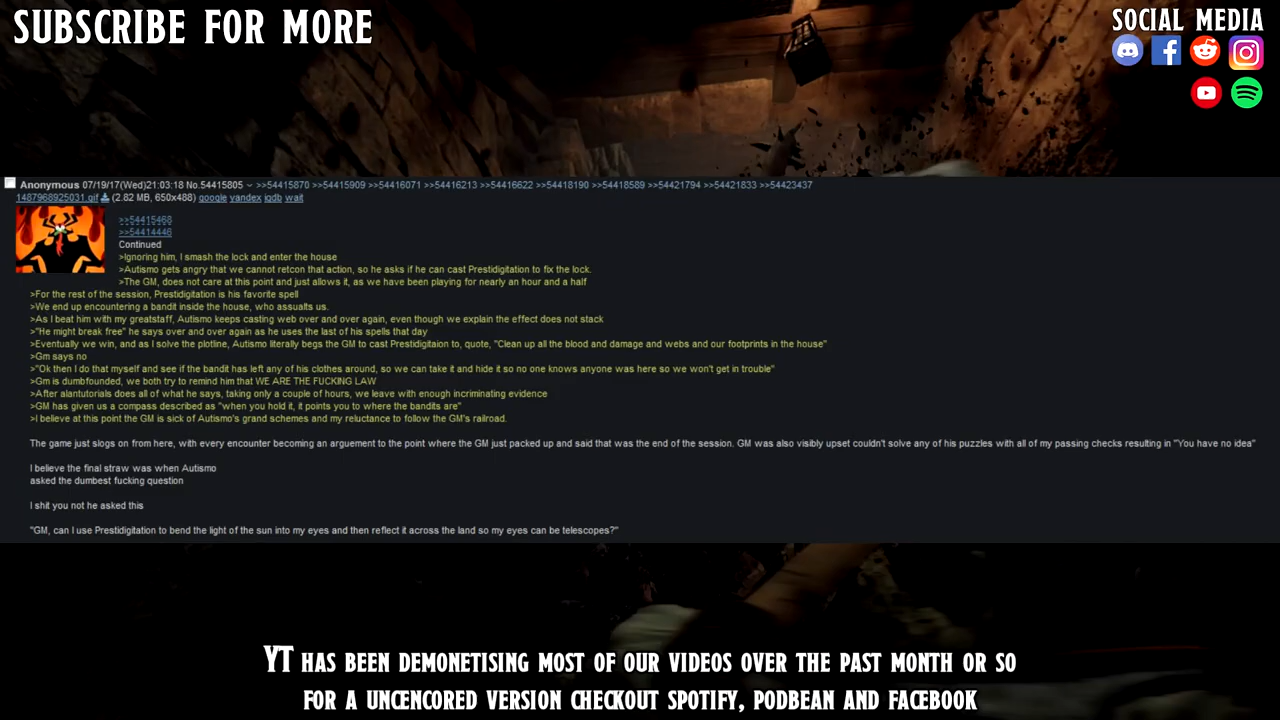 SUBSCRIBE FOR MORE
SOCIAL MEDIA
Anonymous 07/19/17(Wed)21:03:18 No.54415805 >>54415870 >>54415909 >>54416071 >>54416213 >>54416622 >>54418190 >>54418589 >>54421794 >>54421833 >>54423437
1487968925031.gif (2.82 MB, 650x488) google yandex iqdb wait
>>54415468
>>54414446
Continued
>Ignoring him, I smash the lock and enter the house
>Autismo gets angry that we cannot retcon that action, so he asks if he can cast Prestidigitation to fix the lock.
>The GM, does not care at this point and just allows it, as we have been playing for nearly an hour and a half
>For the rest of the session, Prestidigitation is his favorite spell
>We end up encountering a bandit inside the house, who assualts us.
>As I beat him with my greatstaff, Autismo keeps casting web over and over again, even though we explain the effect does not stack
>"He might break free" he says over and over again as he uses the last of his spells that day
>Eventually we win, and as I solve the plotline, Autismo literally begs the GM to cast Prestidigitaion to, quote, "Clean up all the blood and damage and webs and our footprints in the house"
>Gm says no
>"Ok then I do that myself and see if the bandit has left any of his clothes around, so we can take it and hide it so no one knows anyone was here so we won't get in trouble"
>Gm is dumbfounded, we both try to remind him that WE ARE THE FUCKING LAW
>After alantutorials does all of what he says, taking only a couple of hours, we leave with enough incriminating evidence
>GM has given us a compass described as "when you hold it, it points you to where the bandits are"
>I believe at this point the GM is sick of Autismo's grand schemes and my reluctance to follow the GM's railroad.
The game just slogs on from here, with every encounter becoming an arguement to the point where the GM just packed up and said that was the end of the session. GM was also visibly upset couldn't solve any of his puzzles with all of my passing checks resulting in "You have no idea"
I believe the final straw was when Autismo
asked the dumbest fucking question
I shit you not he asked this
"GM, can I use Prestidigitation to bend the light of the sun into my eyes and then reflect it across the land so my eyes can be telescopes?"
YT HAS BEEN DEMONETISING MOST OF OUR VIDEOS OVER THE PAST MONTH OR SO
FOR A UNCENCORED VERSION CHECKOUT SPOTIFY, PODBEAN AND FACEBOOK